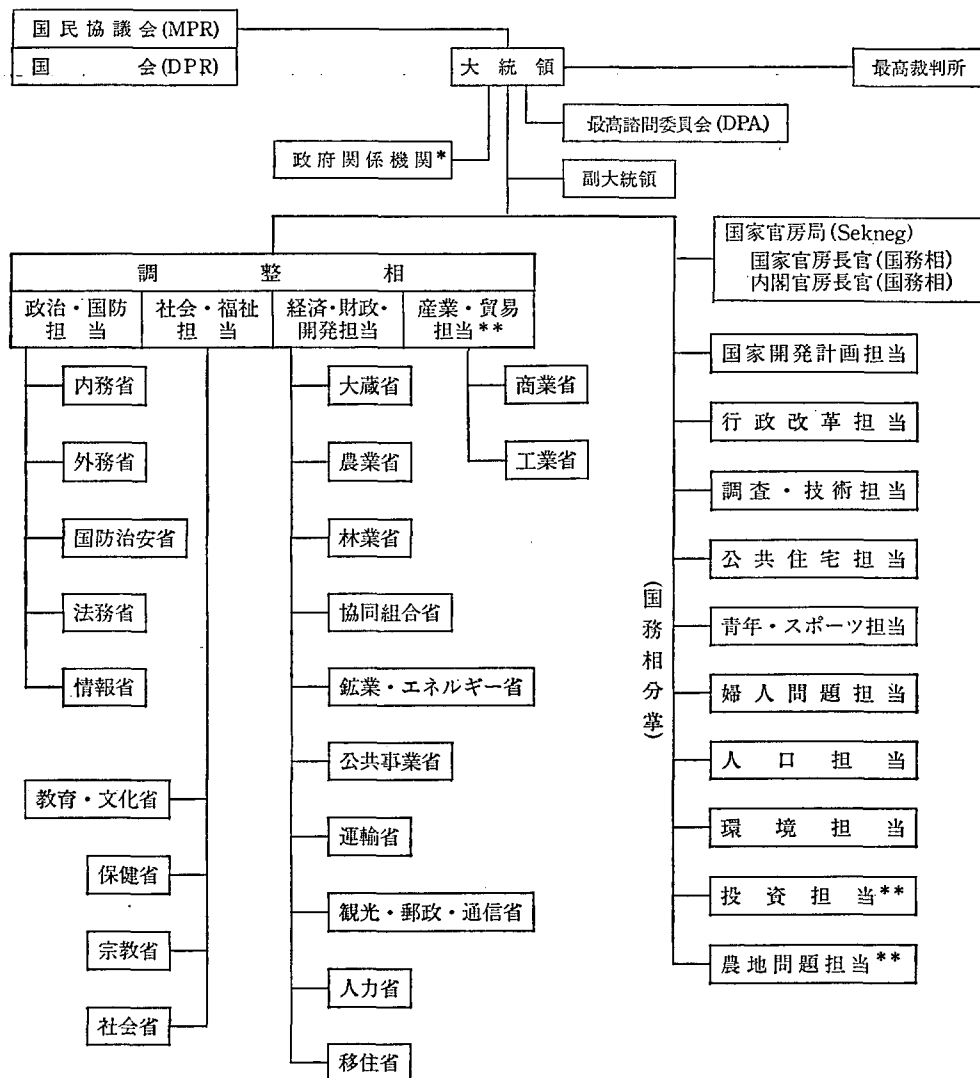 国民協議会(MPR)
国会(DPR)
大統領
最高裁判所
最高諮問委員会(DPA)
政府関係機関*
副大統領
国家官房局(Sekneg)
国家官房長官(国務相)
内閣官房長官(国務相)
調整相
政治・国防
担当
社会・福祉
担当
経済・財政・
開発担当
産業・貿易
担当**
内務省
外務省
国防治安省
法務省
情報省
教育・文化省
保健省
宗教省
社会省
大蔵省
農業省
林業省
協同組合省
鉱業・エネルギー省
公共事業省
運輸省
観光・郵政・通信省
人力省
移住省
商業省
工業省
(国務相分掌)
国家開発計画担当
行政改革担当
調査・技術担当
公共住宅担当
青年・スポーツ担当
婦人問題担当
人口担当
環境担当
投資担当**
農地問題担当**